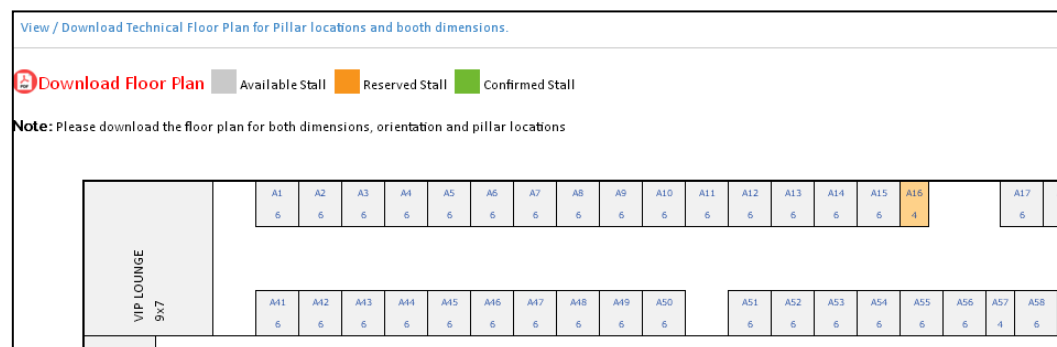 View / Download Technical Floor Plan for Pillar locations and booth dimensions.
Download Floor Plan Available Stall Reserved Stall Confirmed Stall
Note: Please download the floor plan for both dimensions, orientation and pillar locations
A1 A2 A3 A4 A5 A6 A7 A8 A9 A10 A11 A12 A13 A14 A15 A16 A17
6 6 6 6 6 6 6 6 6 6 6 6 6 6 6 4 6
VIP LOUNGE
9x7
A41 A42 A43 A44 A45 A46 A47 A48 A49 A50 A51 A52 A53 A54 A55 A56 A57 A58
6 6 6 6 6 6 6 6 6 6 6 6 6 6 6 6 4 6